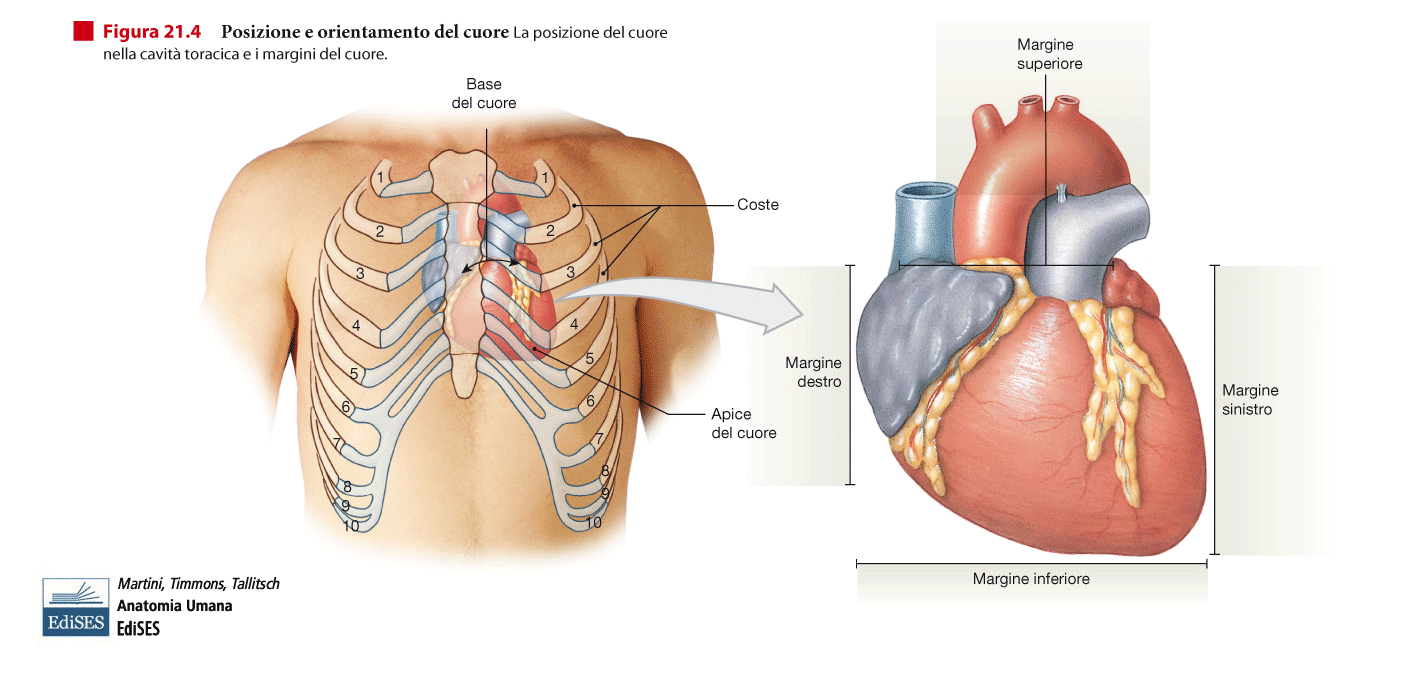 Figura 21.4 Posizione e orientamento del cuore La posizione del cuore
nella cavità toracica e i margini del cuore.
Base
del cuore
1
1
2
2
3
3
4
4
5
5
6
6
7
7
8
8
9
9
10
10
Coste
Apice
del cuore
Margine
superiore
Margine
destro
Margine
sinistro
Margine inferiore
EdiSES
Martini, Timmons, Tallitsch
Anatomia Umana
EdiSES